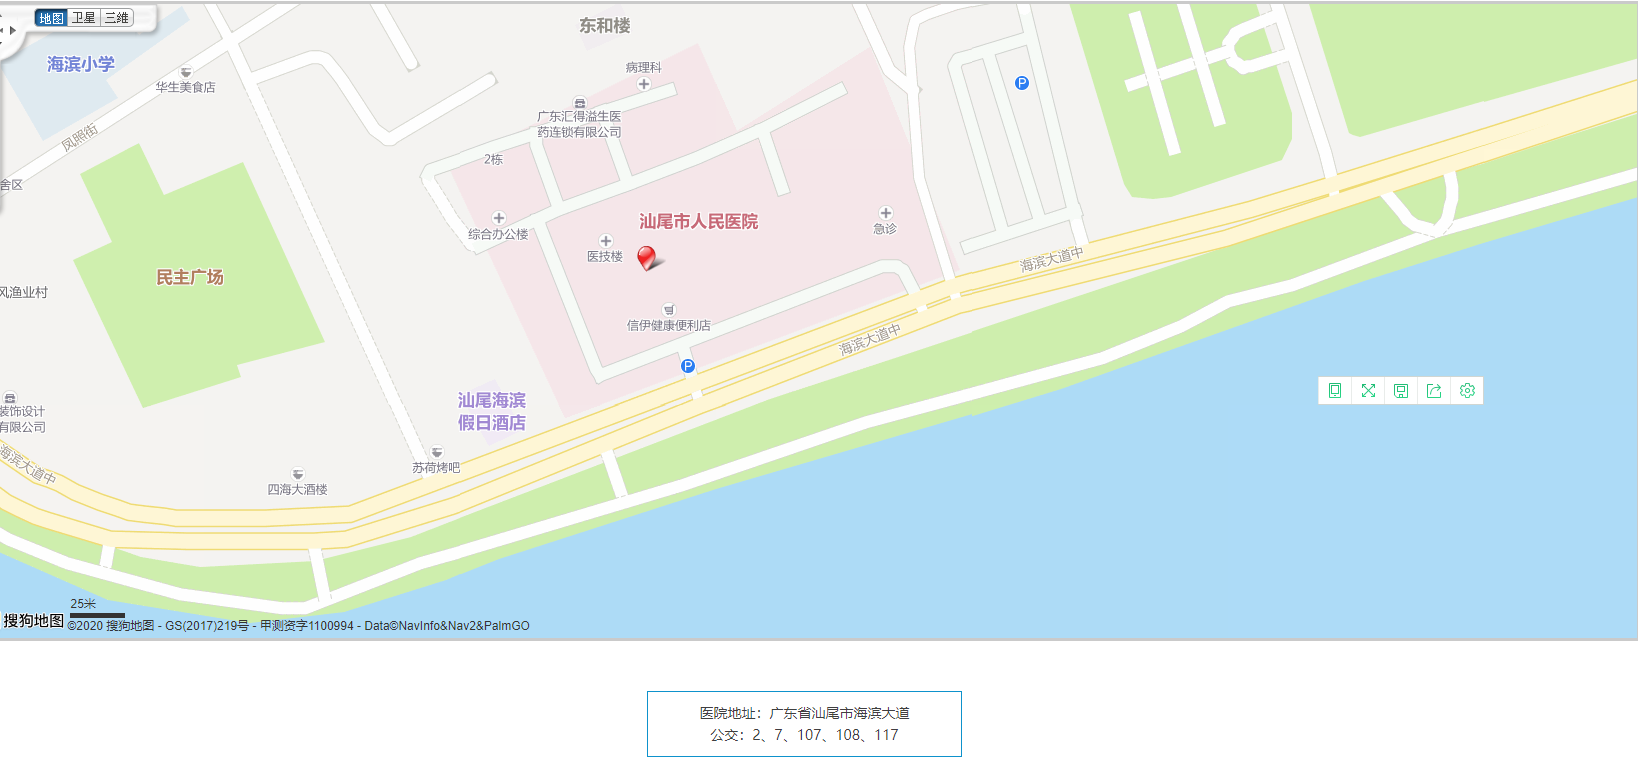 地图 卫星 三维
东和楼
海滨小学
病理科
华生美食店
广东汇得溢生医
药连锁有限公司
凤照街
2栋
舍区
汕尾市人民医院
综合办公楼
急诊
医技楼
海滨大道中
民主广场
风渔业村
信伊健康便利店
海滨大道中
汕尾海滨
假日酒店
装饰设计
有限公司
海滨大道中
苏荷烤吧
四海大酒楼
25米
搜狗地图
©2020 搜狗地图 - GS(2017)219号 - 甲测资字1100994 - Data©NavInfo&Nav2&PalmGO
医院地址：广东省汕尾市海滨大道
公交：2、7、107、108、117